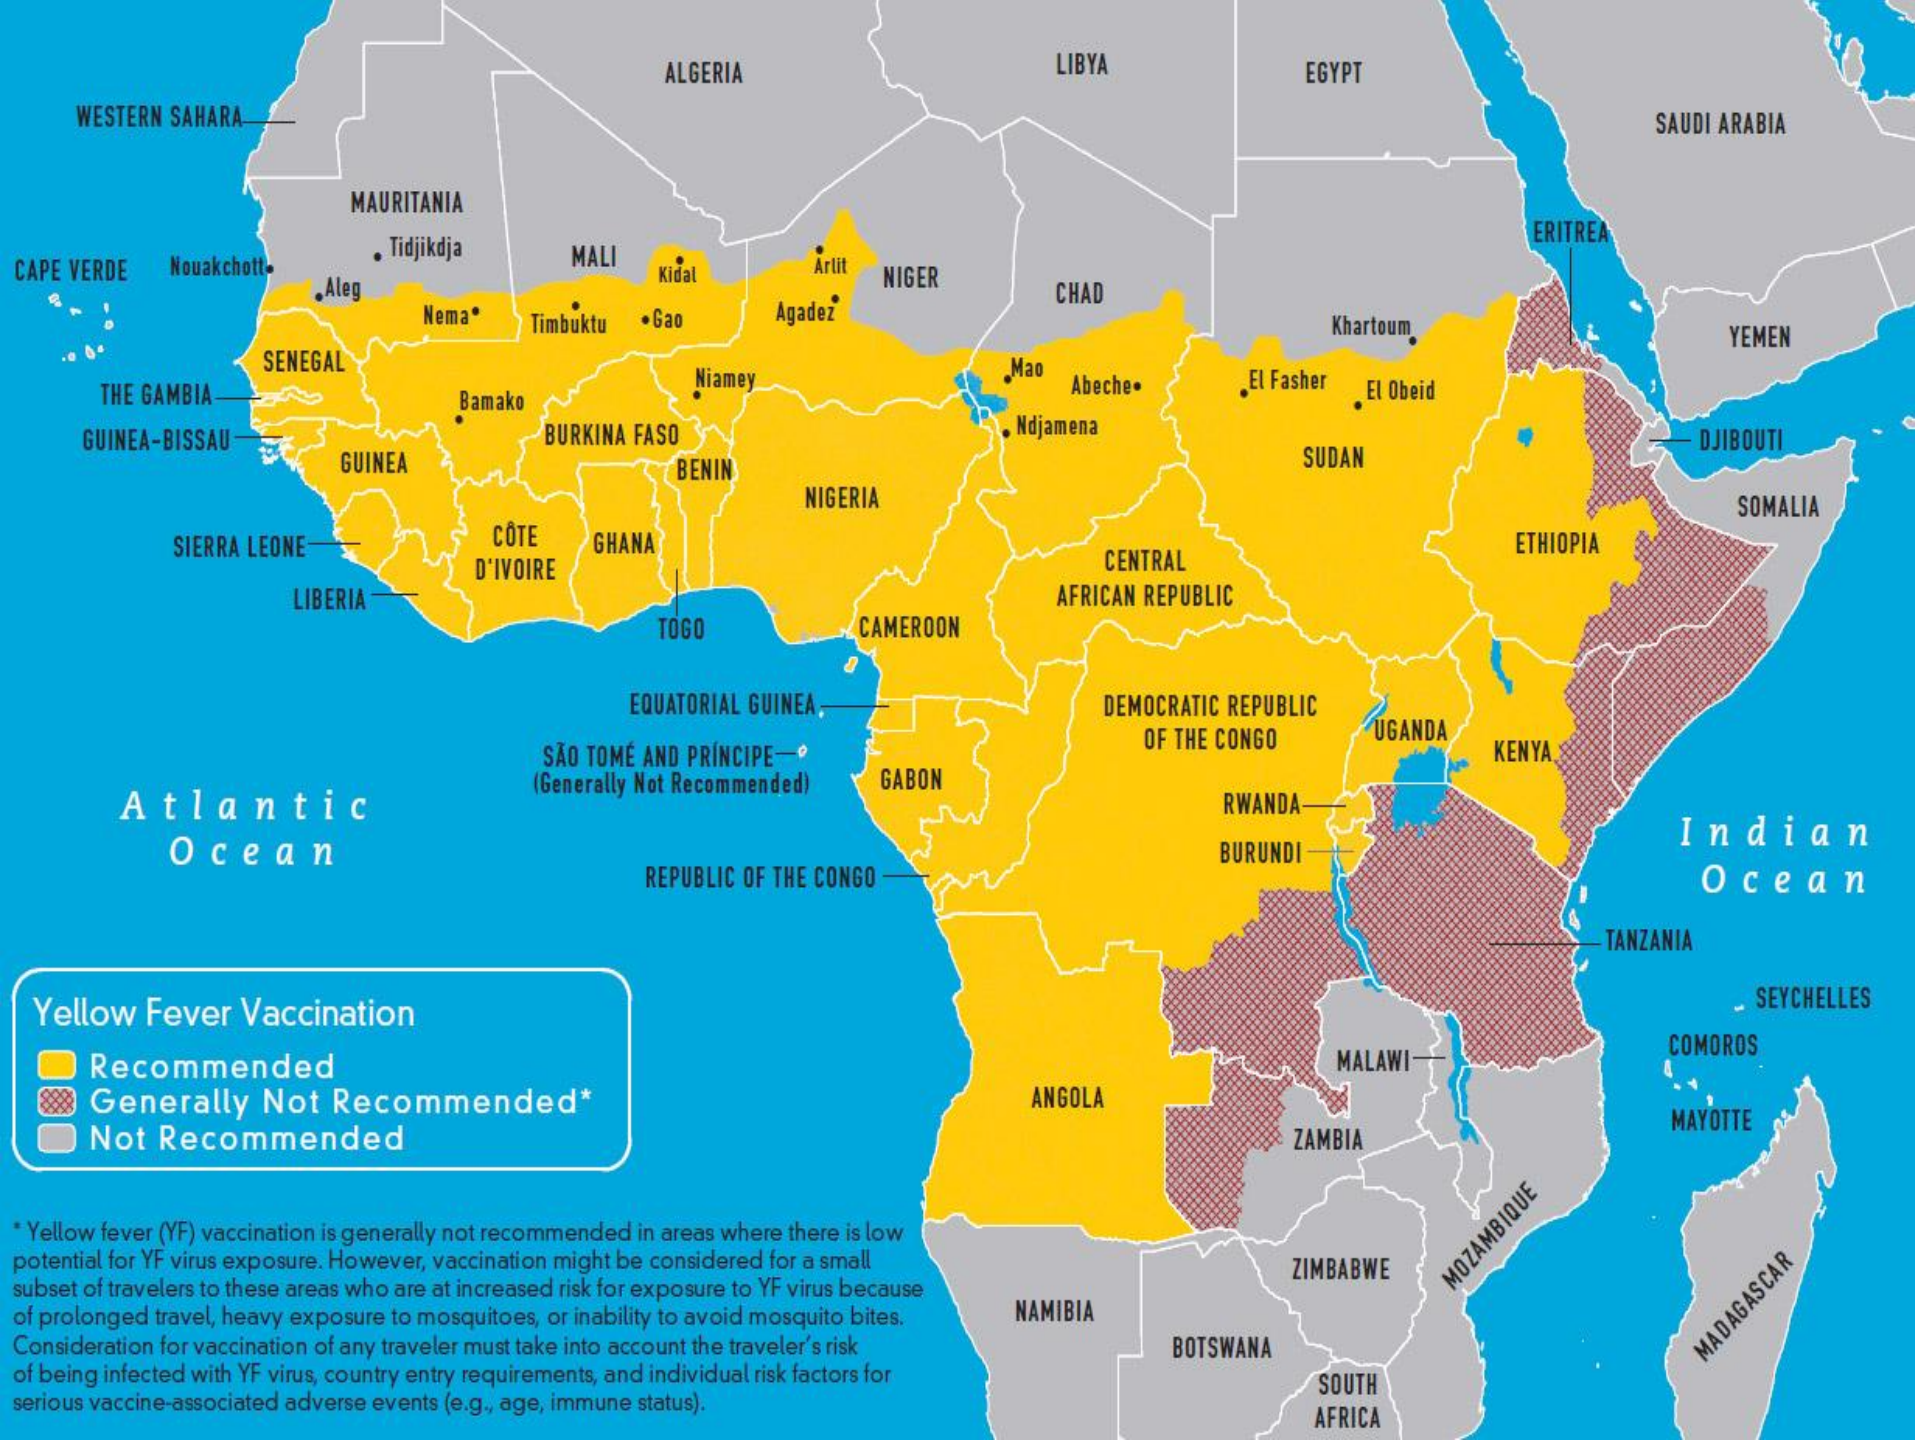 ALGERIA
LIBYA
EGYPT
WESTERN SAHARA
SAUDI ARABIA
MAURITANIA
Tidjikdja
ERITREA
CAPE VERDE
Nouakchott
MALI
Kidal
Arlit
NIGER
CHAD
Aleg
Nema
Timbuktu
Gao
Agadez
Khartoum
YEMEN
SENEGAL
Mao
Abeche
El Fasher
El Obeid
THE GAMBIA
Niamey
Bamako
Ndjamena
GUINEA-BISSAU
BURKINA FASO
DJIBOUTI
GUINEA
BENIN
SUDAN
NIGERIA
SOMALIA
SIERRA LEONE
CÔTE
D'IVOIRE
GHANA
CENTRAL
AFRICAN REPUBLIC
ETHIOPIA
LIBERIA
TOGO
CAMEROON
EQUATORIAL GUINEA
DEMOCRATIC REPUBLIC
OF THE CONGO
UGANDA
KENYA
SÃO TOMÉ AND PRÍNCIPE
(Generally Not Recommended)
GABON
Atlantic
Ocean
RWANDA
BURUNDI
Indian
Ocean
REPUBLIC OF THE CONGO
TANZANIA
SEYCHELLES
COMOROS
MALAWI
MAYOTTE
ANGOLA
ZAMBIA
MOZAMBIQUE
ZIMBABWE
MADAGASCAR
NAMIBIA
BOTSWANA
SOUTH
AFRICA
Yellow Fever Vaccination
Recommended
Generally Not Recommended*
Not Recommended
* Yellow fever (YF) vaccination is generally not recommended in areas where there is low
potential for YF virus exposure. However, vaccination might be considered for a small
subset of travelers to these areas who are at increased risk for exposure to YF virus because
of prolonged travel, heavy exposure to mosquitoes, or inability to avoid mosquito bites.
Consideration for vaccination of any traveler must take into account the traveler's risk
of being infected with YF virus, country entry requirements, and individual risk factors for
serious vaccine-associated adverse events (e.g., age, immune status).